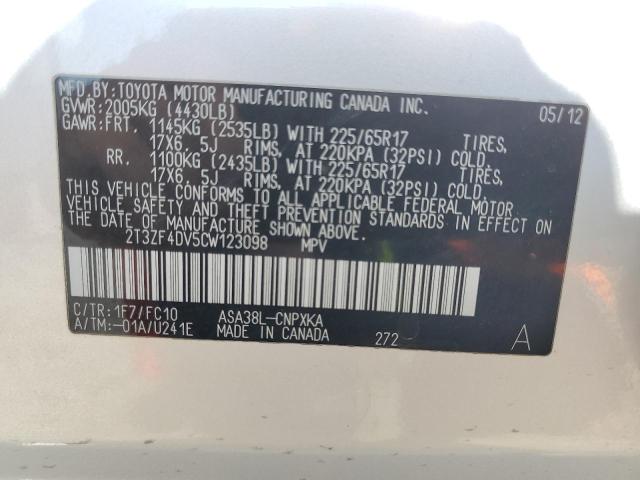 MFD.BY:TOYOTA MOTOR MANUFACTURING CANADA INC. 05/12
GVWR:2005KG (4430LB)
GAWR:FRT. 1145KG (2535LB) WITH 225/65R17 TIRES,
17X6. 5J RIMS, AT 220KPA (32PSI) COLD.
RR. 1100KG (2435LB) WITH 225/65R17 TIRES,
17X6. 5J RIMS, AT 220KPA (32PSI) COLD.
THIS VEHICLE CONFORMS TO ALL APPLICABLE FEDERAL MOTOR
VEHICLE SAFETY AND THEFT PREVENTION STANDARDS IN EFFECT ON
THE DATE OF MANUFACTURE SHOWN ABOVE.
2T3ZF4DV5CW123098 MPV
C/TR:1F7/FC10 ASA38L-CNPXKA
A/TM:-01A/U241E MADE IN CANADA 272 A